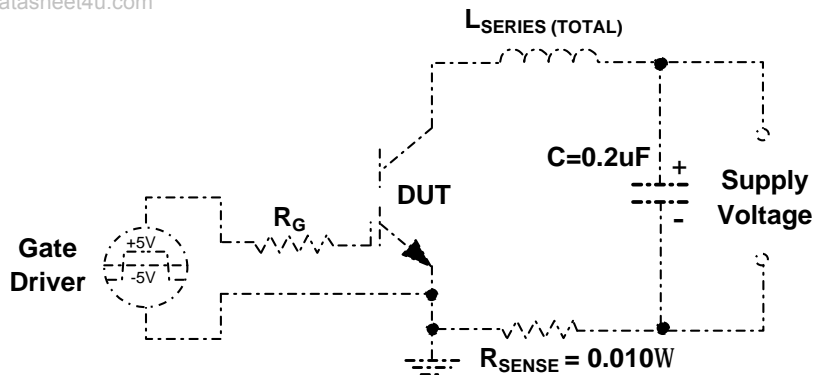 atasheet4u.com
LSERIES (TOTAL)
C=0.2uF
+
-
Supply
Voltage
DUT
RG
+5V
-5V
Gate
Driver
RSENSE = 0.010W